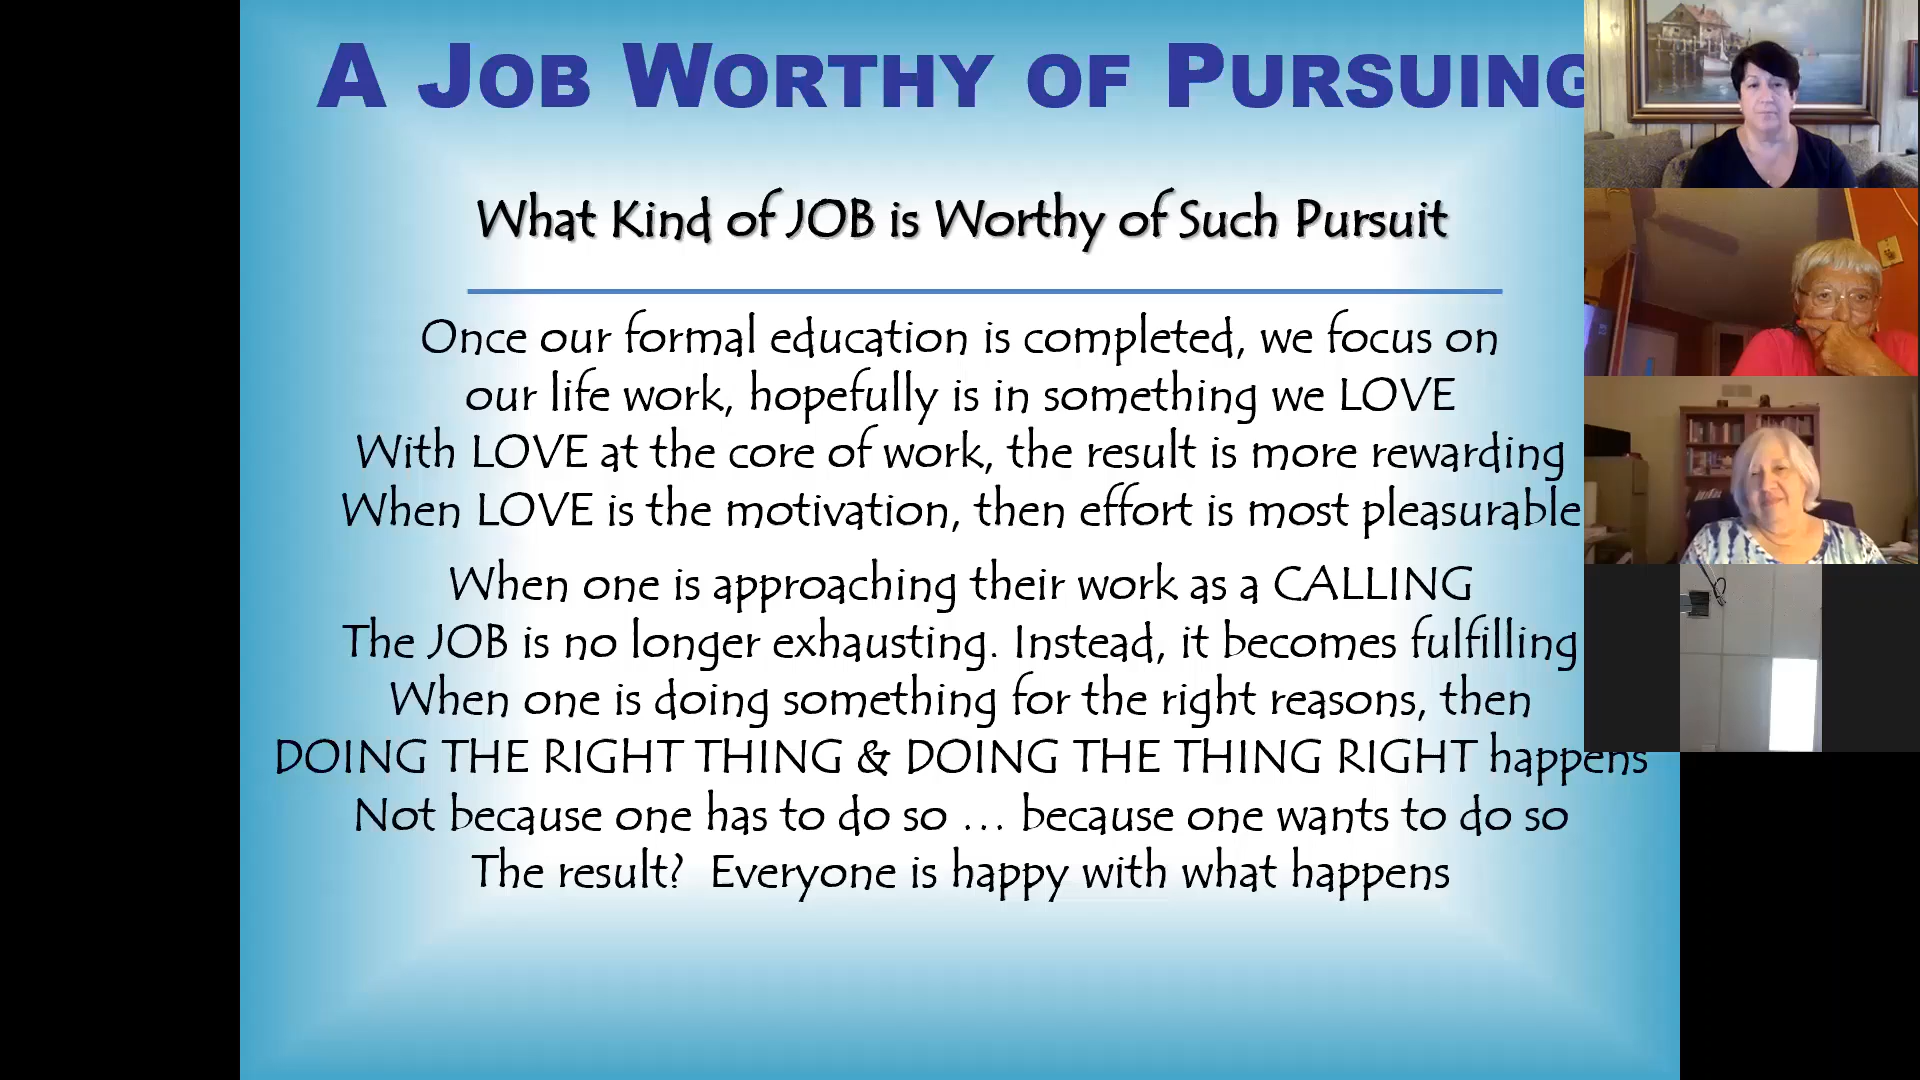 A JOB WORTHY OF PURSUING
What Kind of JOB is Worthy of Such Pursuit
Once our formal education is completed, we focus on
our life work, hopefully is in something we LOVE
With LOVE at the core of work, the result is more rewarding
When LOVE is the motivation, then effort is most pleasurable
When one is approaching their work as a CALLING
The JOB is no longer exhausting. Instead, it becomes fulfilling
When one is doing something for the right reasons, then
DOING THE RIGHT THING & DOING THE THING RIGHT happens
Not because one has to do so … because one wants to do so
The result? Everyone is happy with what happens